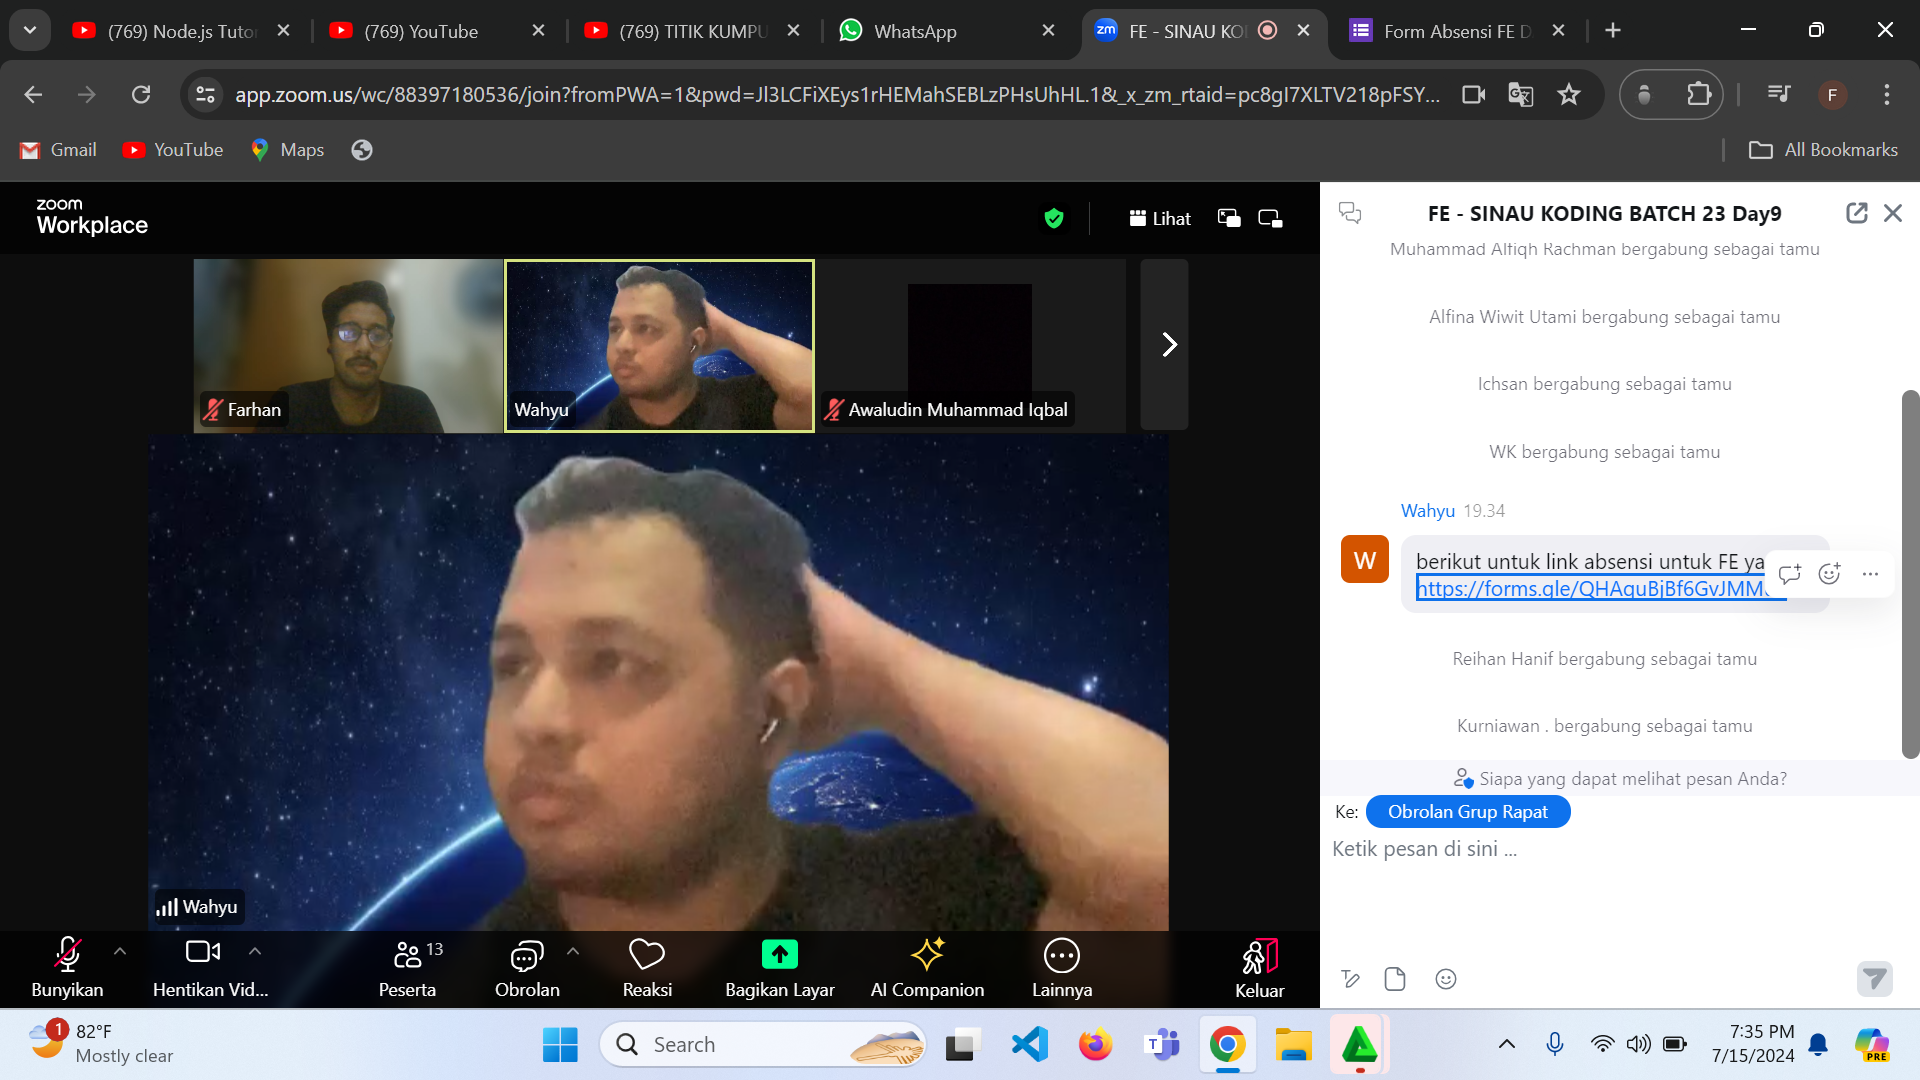 (769) Node.js Tuto
(769) YouTube
(769) TITIK KUMPU
WhatsApp
zm FE - SINAU KO
Form Absensi FE D
app.zoom.us/wc/88397180536/join?fromPWA=1&pwd=Jl3LCFiXEys1rHEMahSEBLzPHsUhHL.1&_x_zm_rtaid=pc8gI7XLTV218pFSY...
F
Gmail
YouTube
Maps
All Bookmarks
zoom
Workplace
Lihat
Farhan
Wahyu
Awaludin Muhammad Iqbal
Wahyu
Bunyikan
Hentikan Vid...
13
Peserta
Obrolan
Reaksi
Bagikan Layar
AI Companion
Lainnya
Keluar
FE - SINAU KODING BATCH 23 Day9
Muhammad Alfiqh Rachman bergabung sebagai tamu
Alfina Wiwit Utami bergabung sebagai tamu
Ichsan bergabung sebagai tamu
WK bergabung sebagai tamu
Wahyu 19.34
W
berikut untuk link absensi untuk FE ya
https://forms.gle/QHAquBjBf6GvJMM
Reihan Hanif bergabung sebagai tamu
Kurniawan . bergabung sebagai tamu
Siapa yang dapat melihat pesan Anda?
Ke: Obrolan Grup Rapat
Ketik pesan di sini ...
1
82°F
Mostly clear
Search
T
PRE
7:35 PM
7/15/2024